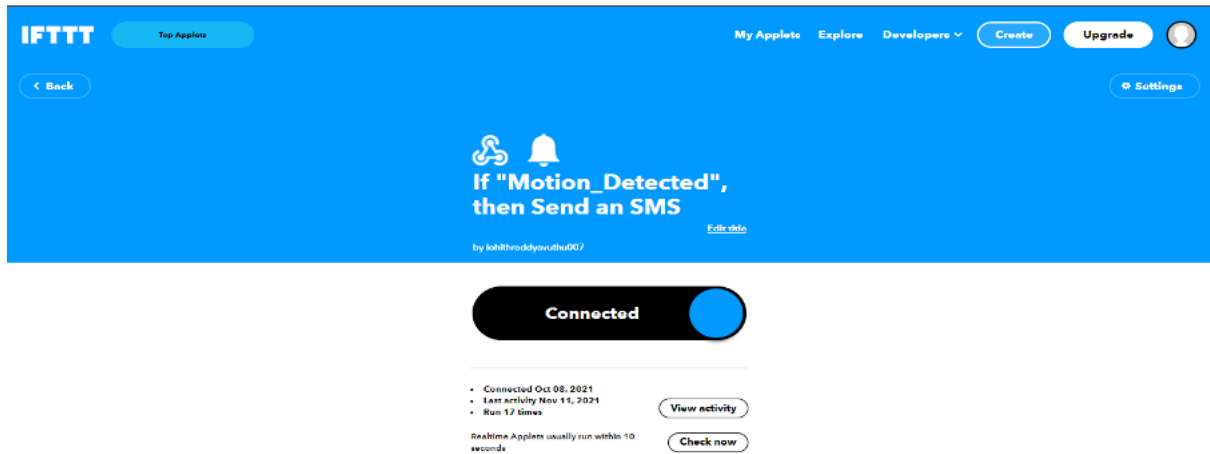 IFTTT
Top Applets
My Applets Explore Developers Create Upgrade
Back
Settings
If "Motion_Detected",
then Send an SMS
Edit title
by lohithreddyavuthu007
Connected
Connected Oct 08, 2021
Last activity Nov 11, 2021
Run 17 times
View activity
Realtime Applets usually run within 10
seconds
Check now